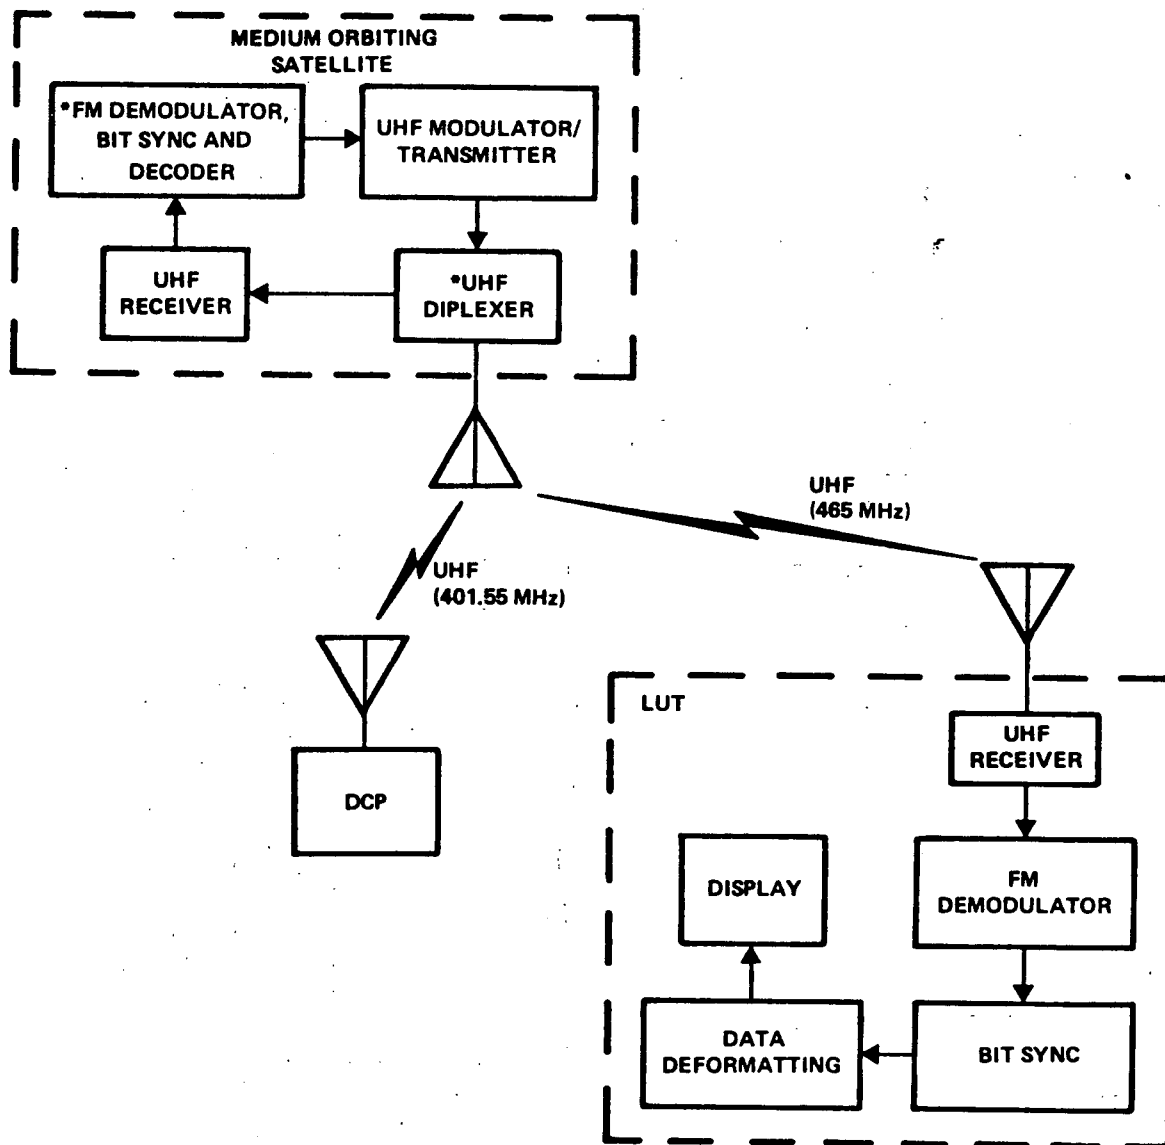 MEDIUM ORBITING
SATELLITE
*FM DEMODULATOR,
BIT SYNC AND
DECODER
UHF MODULATOR/
TRANSMITTER
UHF
RECEIVER
*UHF
DIPLEXER
UHF
(465 MHz)
UHF
(401.55 MHz)
DCP
LUT
UHF
RECEIVER
DISPLAY
FM
DEMODULATOR
DATA
DEFORMATTING
BIT SYNC